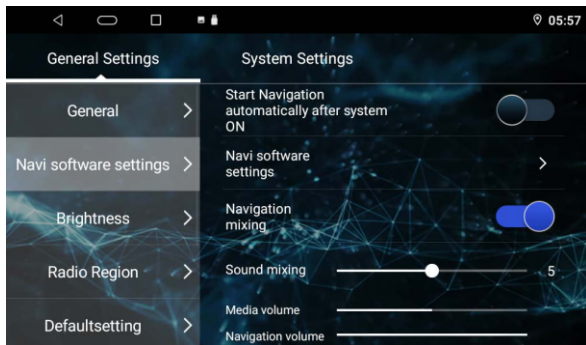 05:57
General Settings
System Settings
General
Navi software settings
Brightness
Radio Region
Defaultsetting
Start Navigation
automatically after system
ON
Navi software
settings
Navigation
mixing
Sound mixing
5
Media volume
Navigation volume